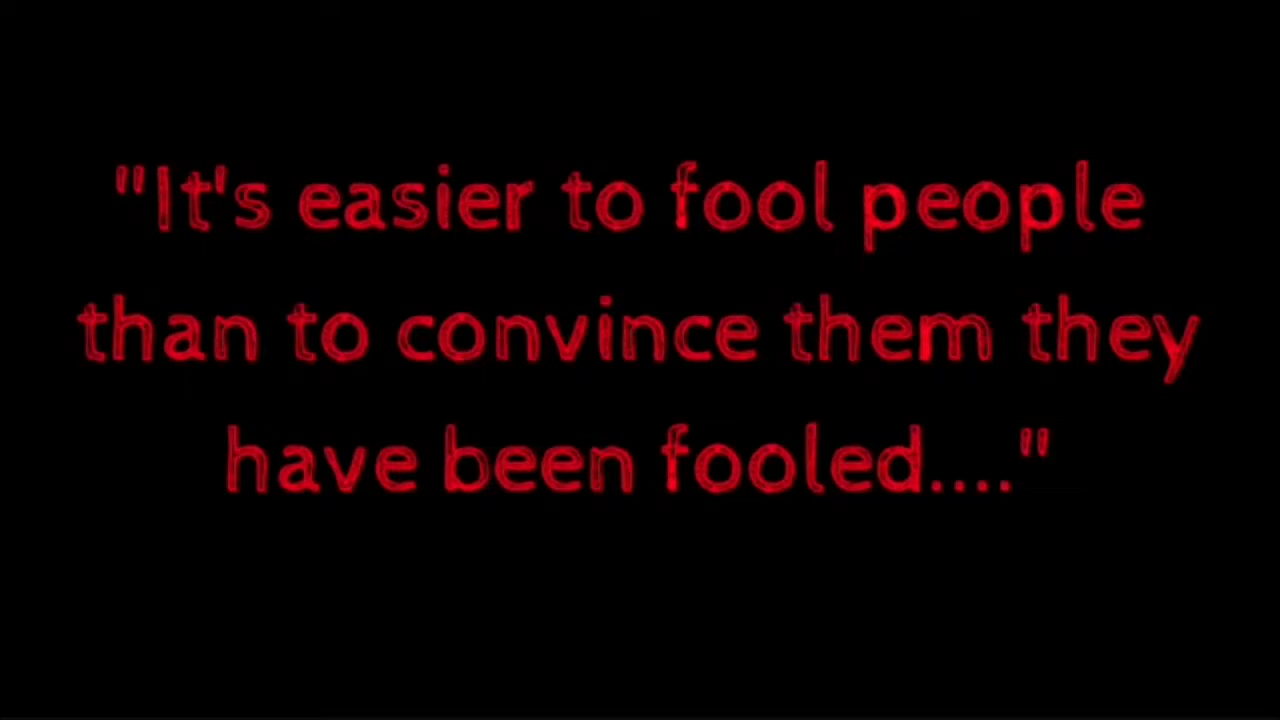 "It's easier to fool people
than to convince them they
have been fooled...."